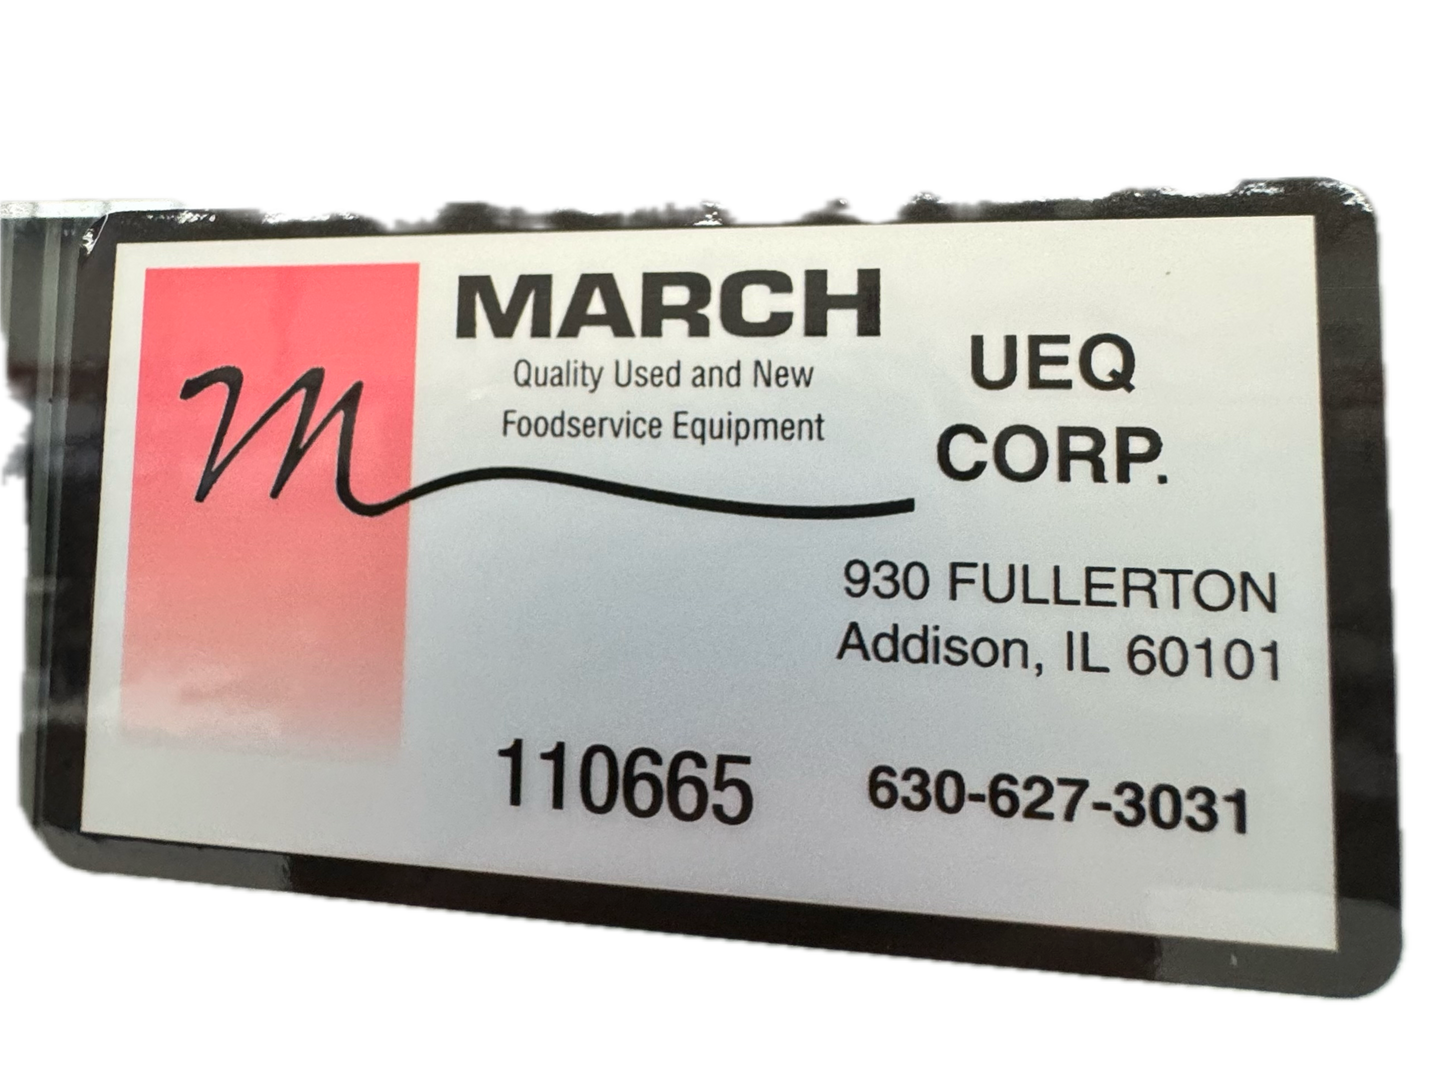 m
MARCH
Quality Used and New
Foodservice Equipment
UEQ
CORP.
930 FULLERTON
Addison, IL 60101
110665
630-627-3031